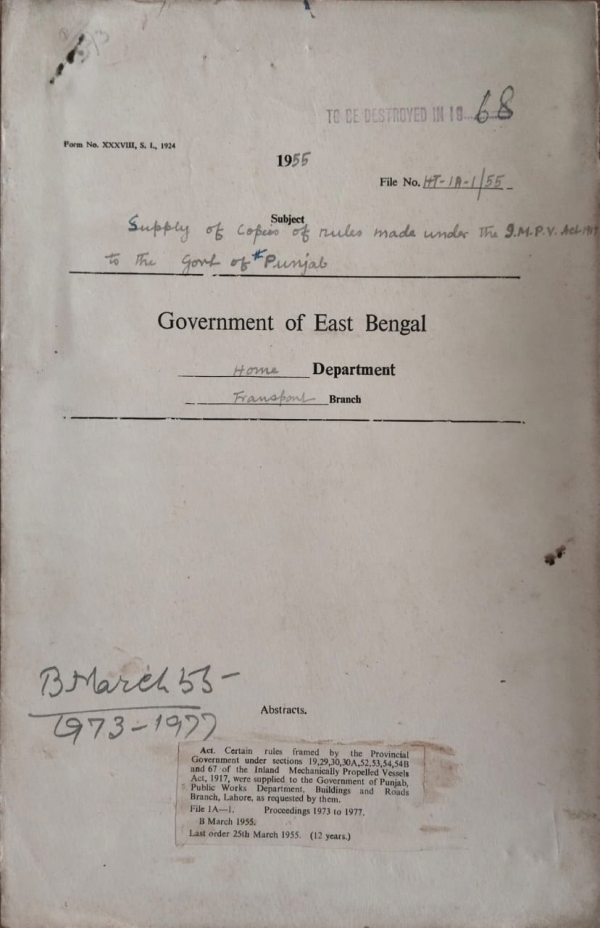 TO BE DESTROYED IN 19 68
Form No. XXXVIII, S. I., 1924
1955
File No. HT-1A-1/55
Subject
Supply of Copies of rules made under the I.M.P.V. Act 1917
to the Govt of Punjab
Government of East Bengal
Home Department
Transport Branch
B March 55-
1973-1977
Abstracts.
Act. Certain rules framed by the Provincial
Government under sections 19,29,30,30A,52,53,54,54B
and 67 of the Inland Mechanically Propelled Vessels
Act, 1917, were supplied to the Government of Punjab,
Public Works Department, Buildings and Roads
Branch, Lahore, as requested by them.
File 1A—1. Proceedings 1973 to 1977.
B March 1955.
Last order 25th March 1955. (12 years.)